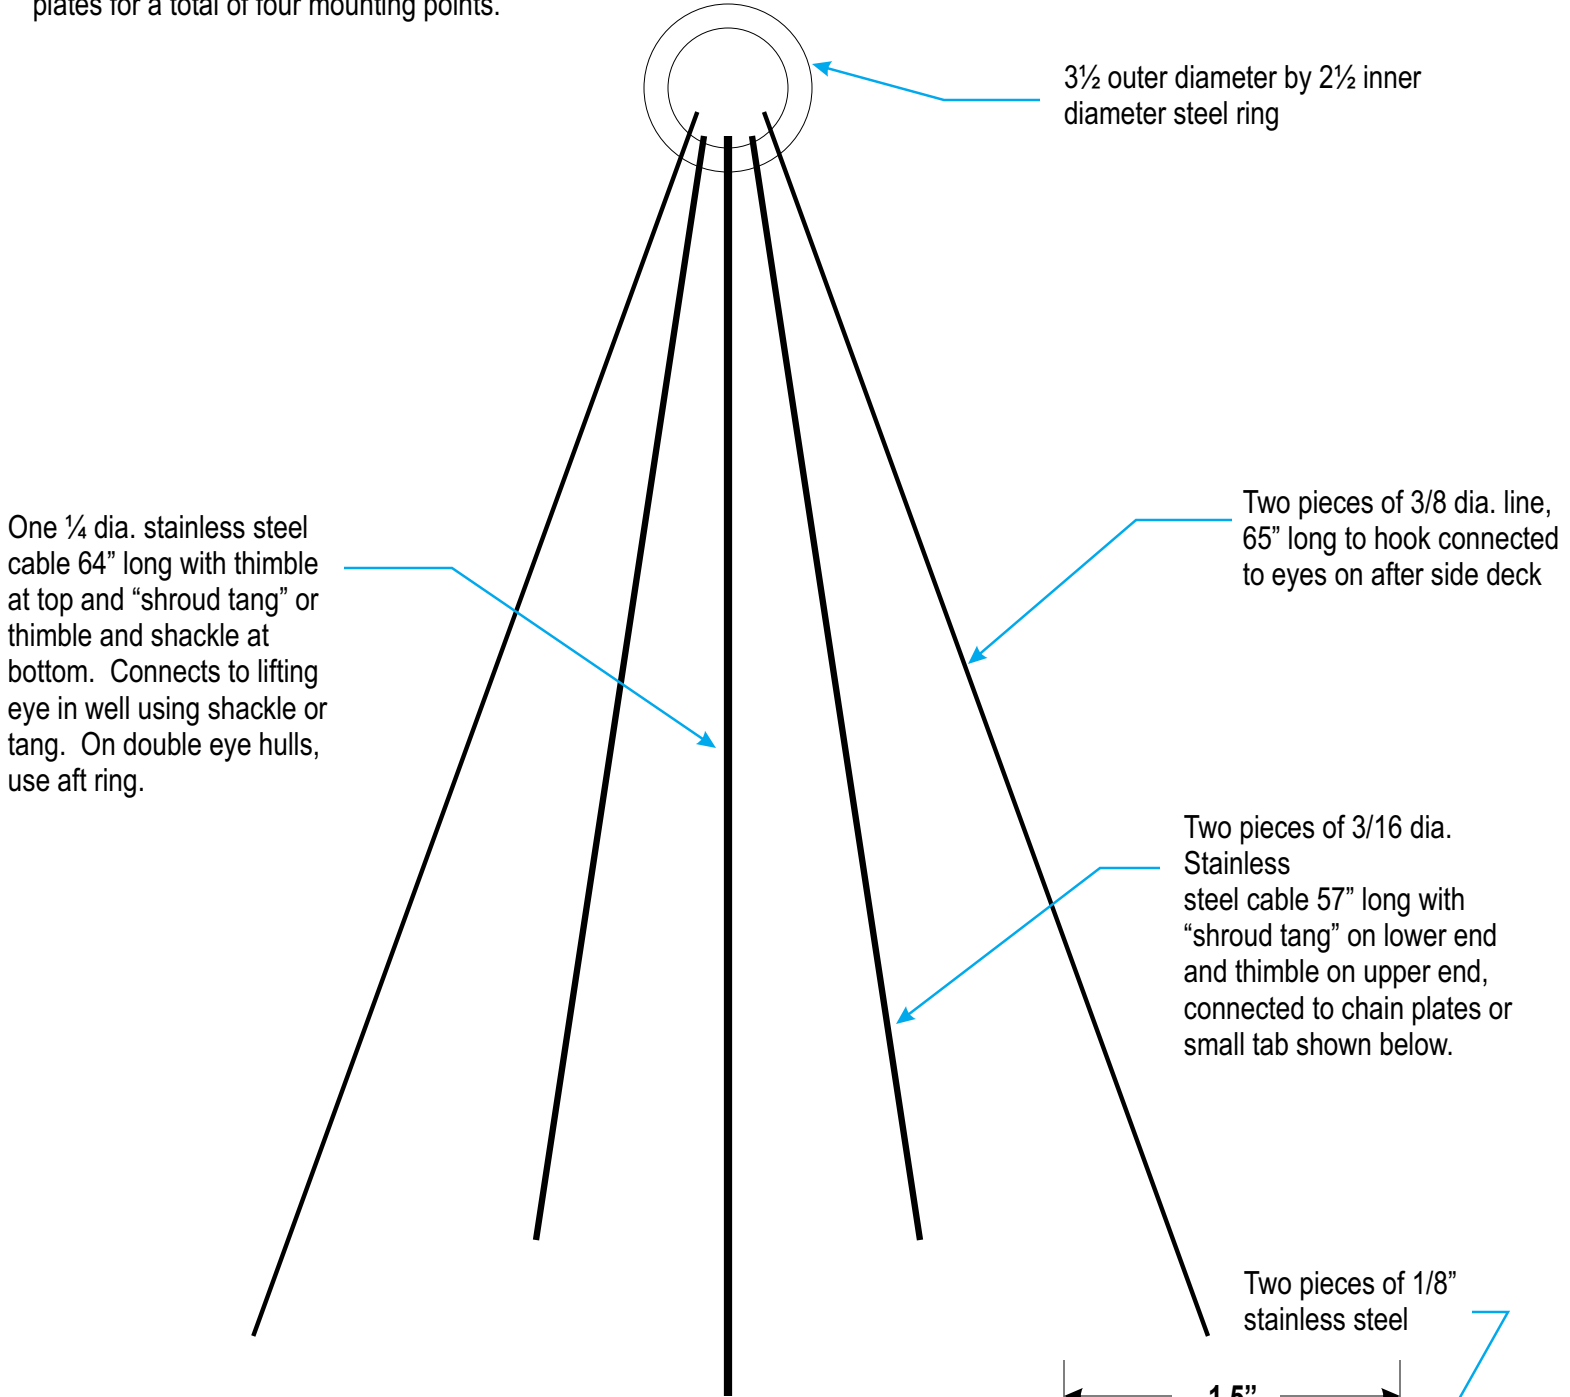 plates for a total of four mounting points.
3½ outer diameter by 2½ inner
diameter steel ring
Two pieces of 3/8 dia. line,
65” long to hook connected
to eyes on after side deck
One ¼ dia. stainless steel
cable 64” long with thimble
at top and “shroud tang” or
thimble and shackle at
bottom.  Connects to lifting
eye in well using shackle or
tang.  On double eye hulls,
use aft ring.
Two pieces of 3/16 dia.
Stainless
steel cable 57” long with
“shroud tang” on lower end
and thimble on upper end,
connected to chain plates or
small tab shown below.
Two pieces of 1/8”
stainless steel
1.5”